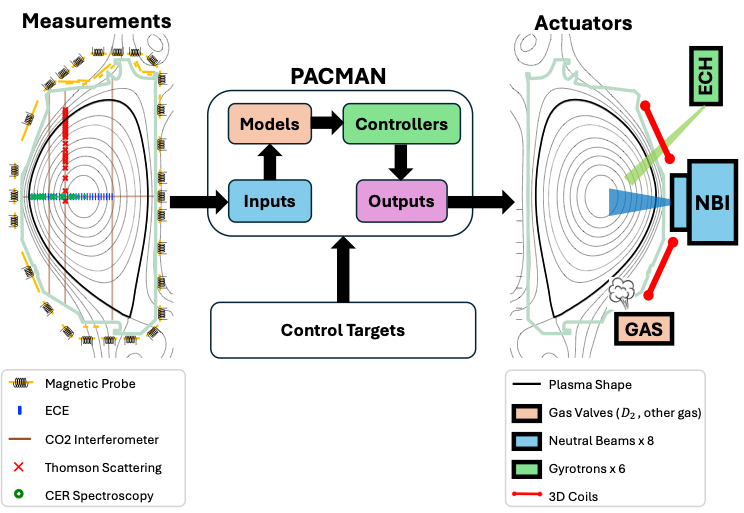 Measurements
Actuators
PACMAN
Models
Controllers
Inputs
Outputs
Control Targets
ECH
NBI
GAS
Magnetic Probe
ECE
CO2 Interferometer
Thomson Scattering
CER Spectroscopy
Plasma Shape
Gas Valves (D₂ , other gas)
Neutral Beams x 8
Gyrotrons x 6
3D Coils